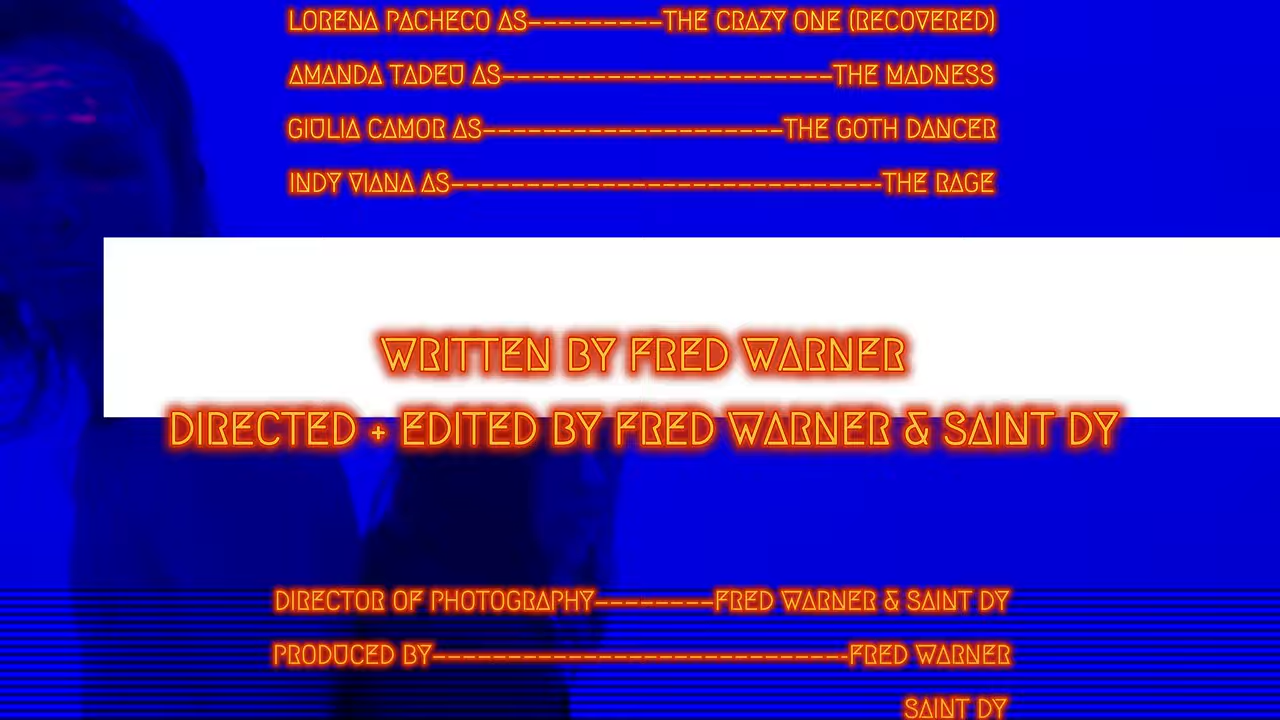 LORENA PACHECO AS---------THE CRAZY ONE (RECOVERED)
AMANDA TADEU AS----------------------THE MADNESS
GIULIA CAMOR AS--------------------THE GOTH DANCER
INDY VIANA AS-----------------------------THE RAGE
WRITTEN BY FRED WARNER
DIRECTED + EDITED BY FRED WARNER & SAINT DY
DIRECTOR OF PHOTOGRAPHY--------FRED WARNER & SAINT DY
PRODUCED BY----------------------------FRED WARNER
SAINT DY